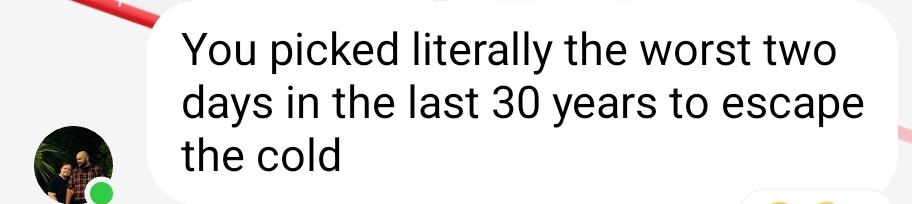 You picked literally the worst two
days in the last 30 years to escape
the cold